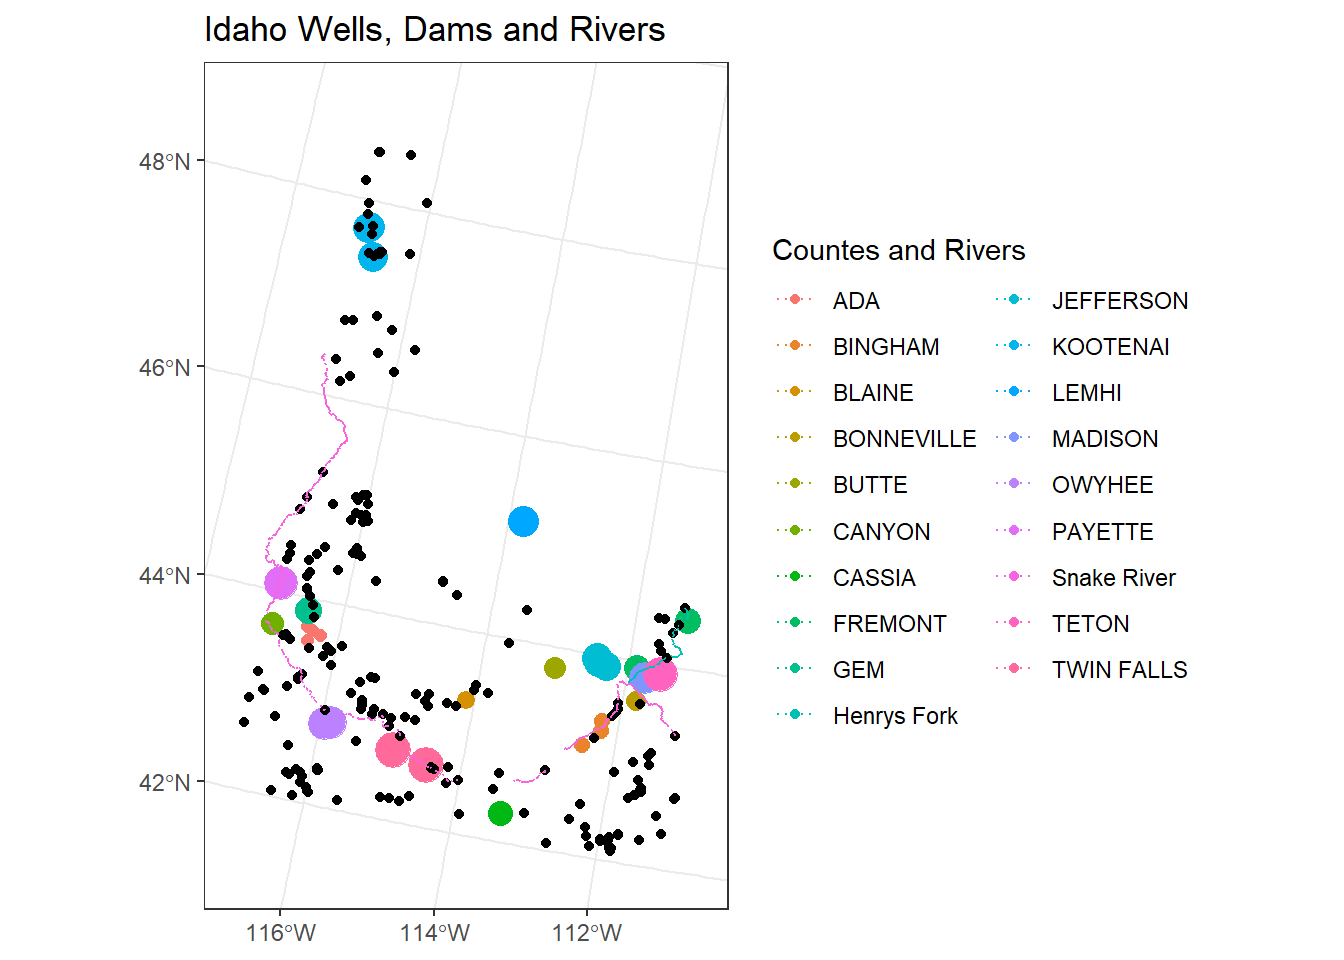 Idaho Wells, Dams and Rivers
48°N
46°N
44°N
42°N
116°W
114°W
112°W
Countes and Rivers
ADA
BINGHAM
BLAINE
BONNEVILLE
BUTTE
CANYON
CASSIA
FREMONT
GEM
Henrys Fork
JEFFERSON
KOOTENAI
LEMHI
MADISON
OWYHEE
PAYETTE
Snake River
TETON
TWIN FALLS